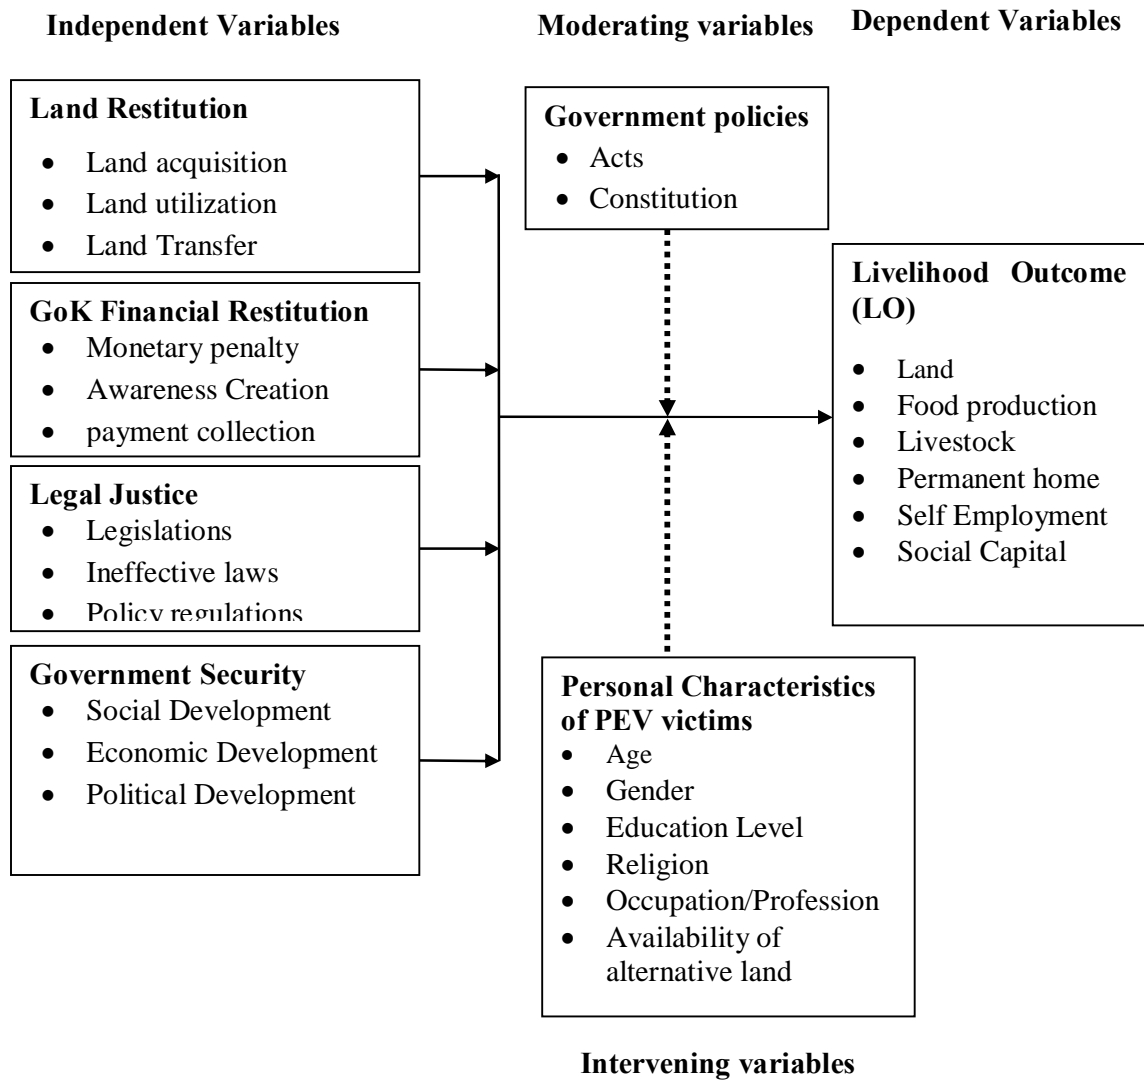 Independent Variables
Moderating variables
Dependent Variables
Land Restitution
• Land acquisition
• Land utilization
• Land Transfer
GoK Financial Restitution
• Monetary penalty
• Awareness Creation
• payment collection
Legal Justice
• Legislations
• Ineffective laws
• Policy regulations
Government Security
• Social Development
• Economic Development
• Political Development
Government policies
• Acts
• Constitution
Personal Characteristics
of PEV victims
• Age
• Gender
• Education Level
• Religion
• Occupation/Profession
• Availability of
alternative land
Intervening variables
Livelihood Outcome
(LO)
• Land
• Food production
• Livestock
• Permanent home
• Self Employment
• Social Capital